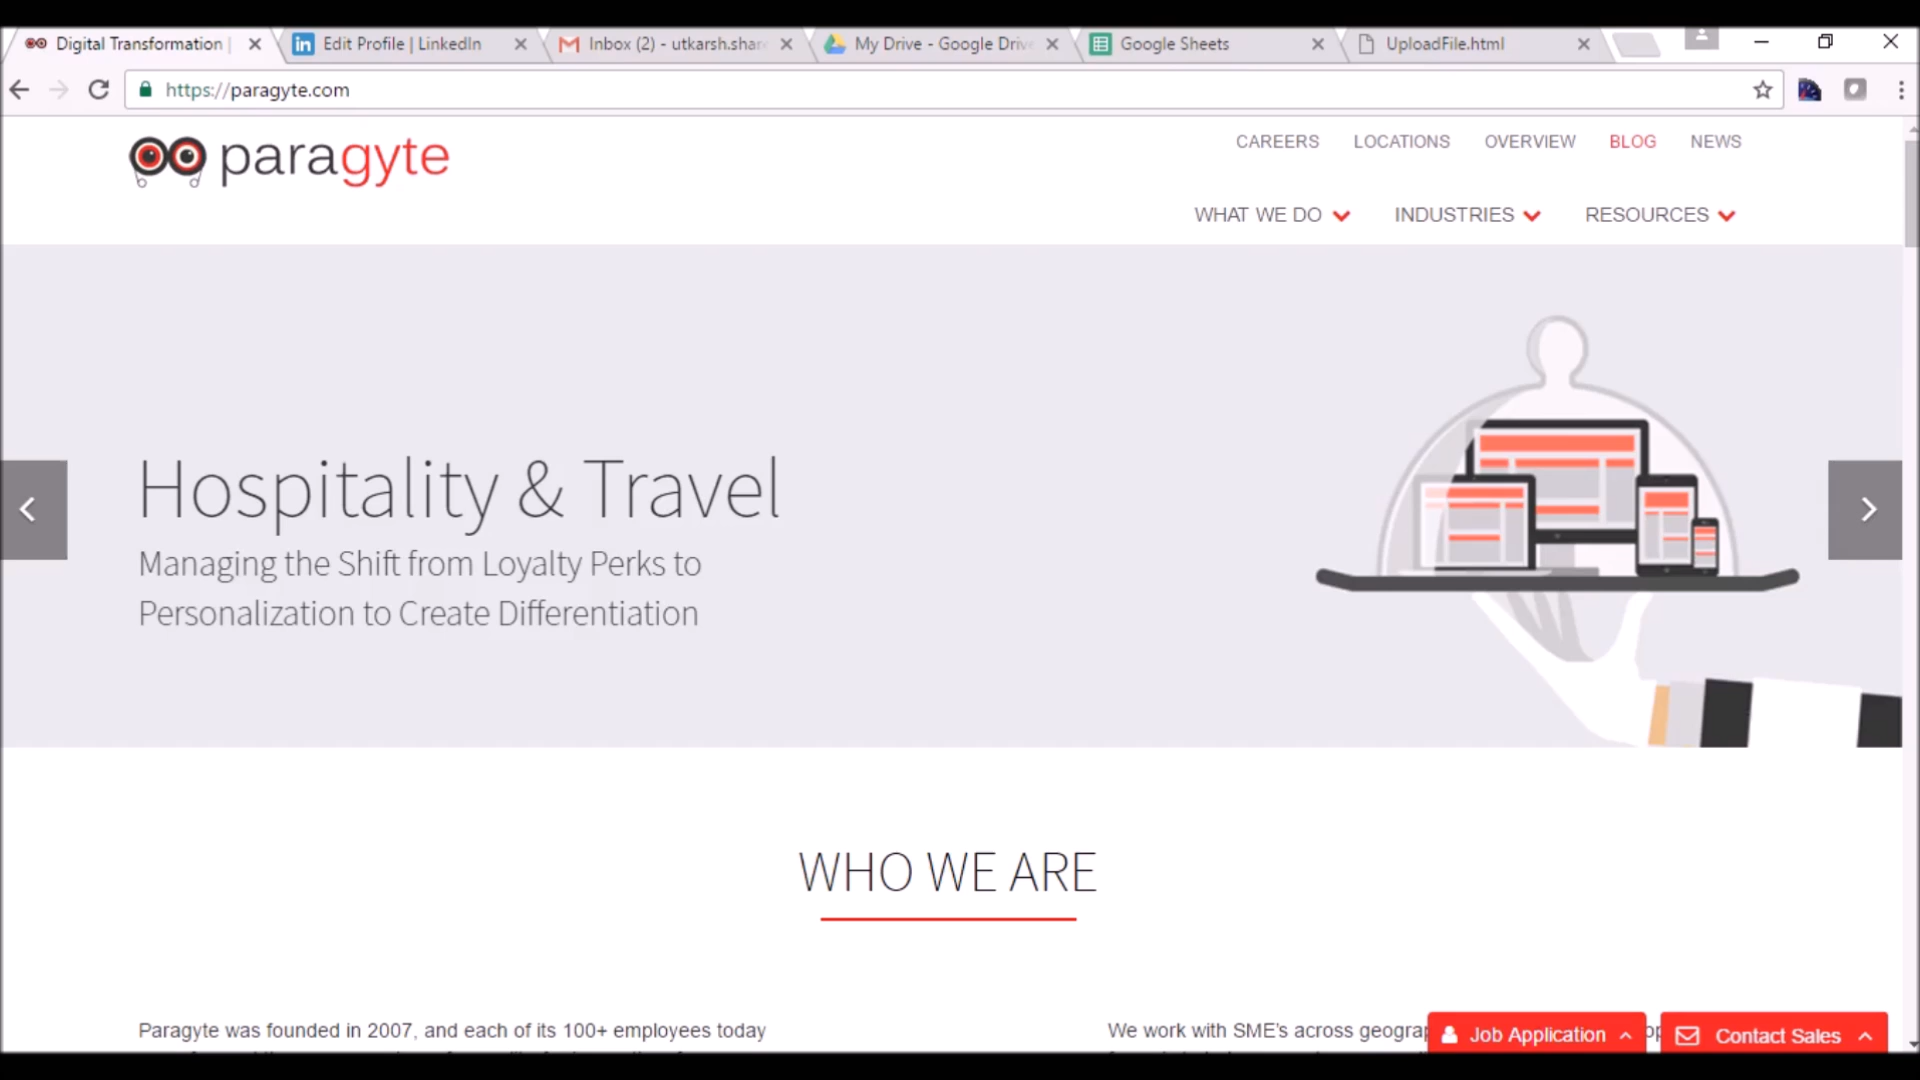 Digital Transformation |
Edit Profile | LinkedIn
Inbox (2) - utkarsh.shar
My Drive - Google Driv
Google Sheets
UploadFile.html
https://paragyte.com
paragyte
CAREERS LOCATIONS OVERVIEW BLOG NEWS
WHAT WE DO INDUSTRIES RESOURCES
Hospitality & Travel
Managing the Shift from Loyalty Perks to
Personalization to Create Differentiation
WHO WE ARE
Paragyte was founded in 2007, and each of its 100+ employees today
We work with SME's across geograp
Job Application
Contact Sales